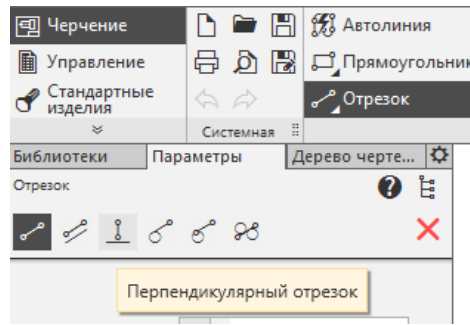 Черчение
Автолиния
Управление
Прямоугольник
Стандартные
изделия
Отрезок
Системная
Библиотеки
Параметры
Дерево черте...
Отрезок
?
Перпендикулярный отрезок